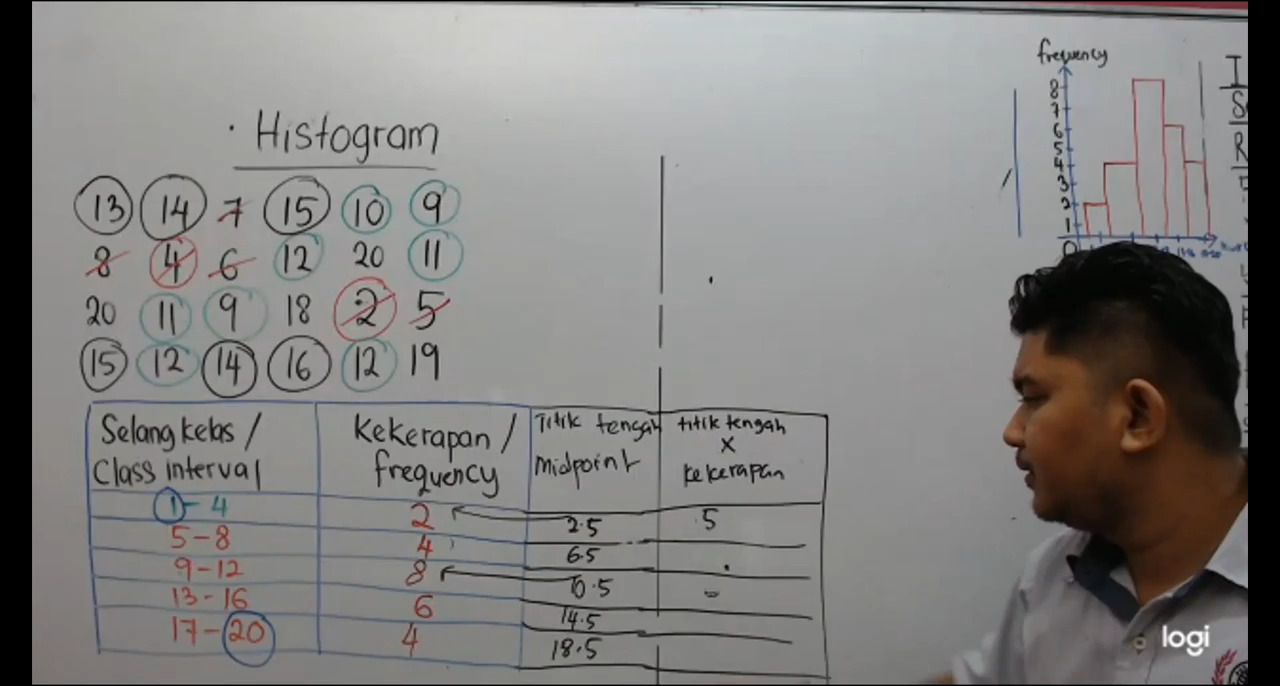 Histogram
13 14 7 15 10 9
8 4 6 12 20 11
20 11 9 18 2 5
15 12 14 16 12 19
Selang kelas /
Class interval
Kekerapan /
frequency
Titik tengah
midpoint
titik tengah
x
kekerapan
1-4 2 2.5 5
5-8 4 6.5
9-12 8 10.5
13-16 6 14.5
17-20 4 18.5
frequency
8
7
6
5
4
3
2
1
0
logi